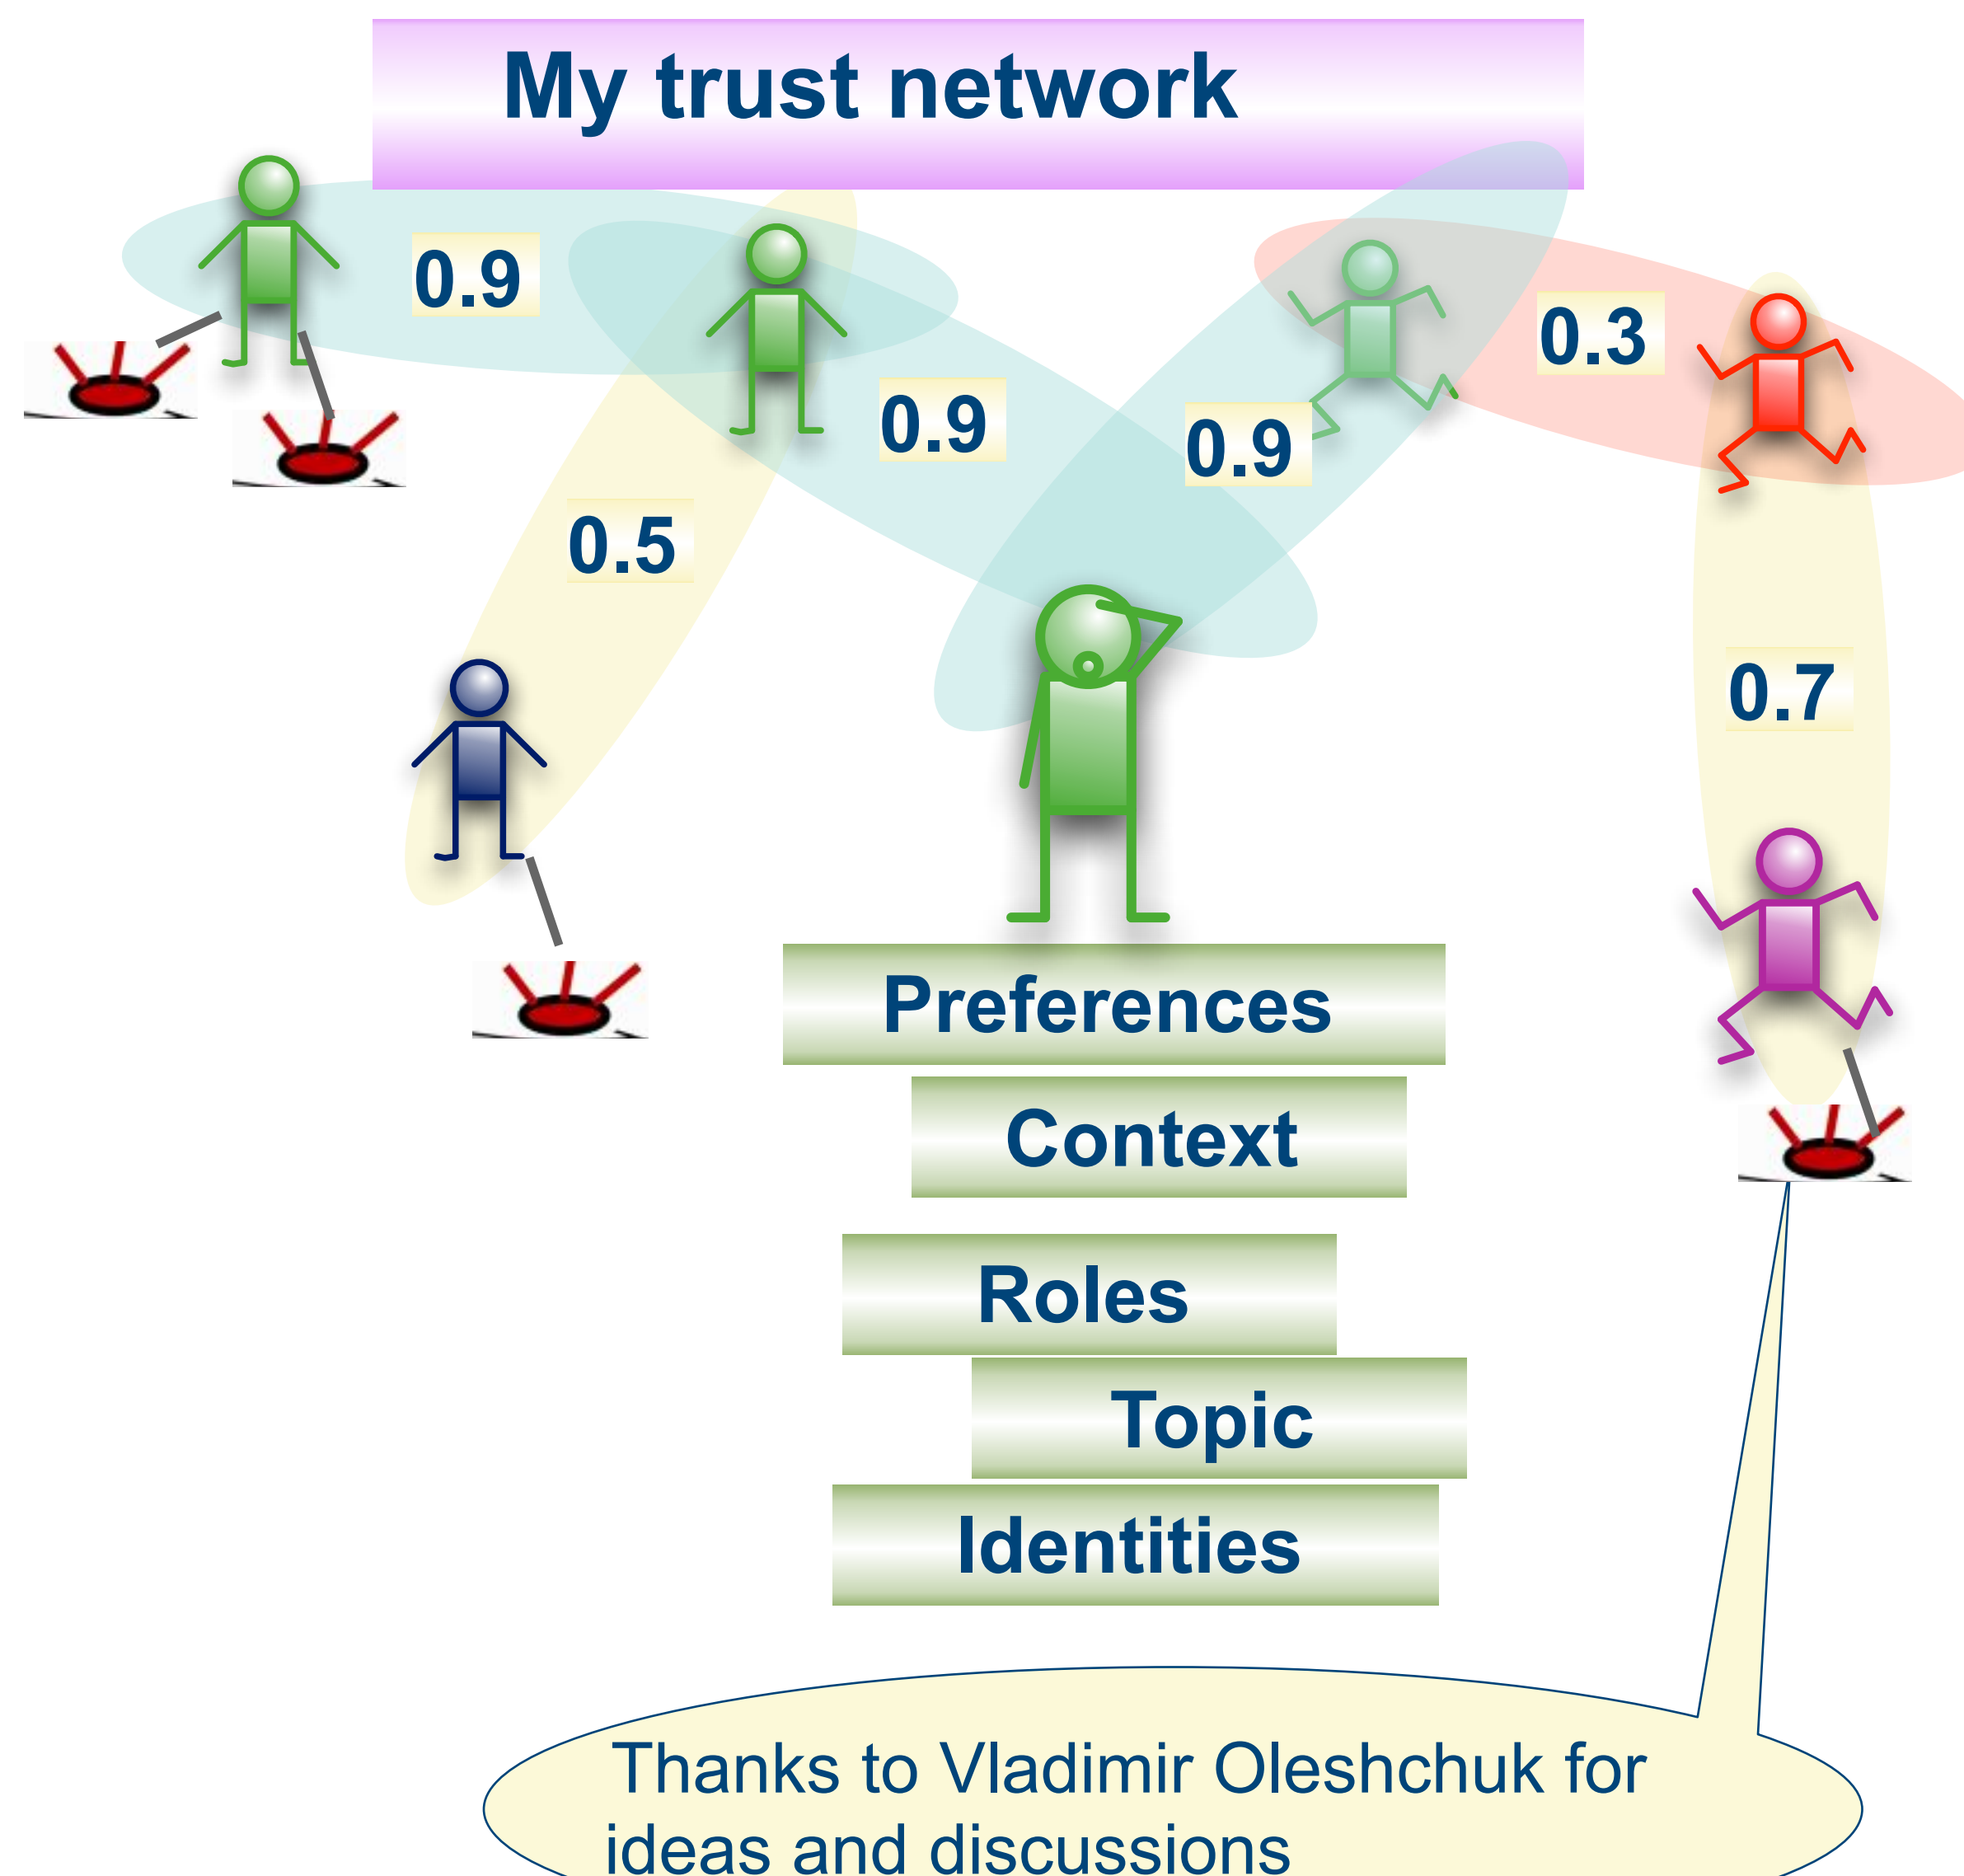 My trust network
0.9
0.3
0.9
0.9
0.5
0.7
Preferences
Context
Roles
Topic
Identities
Thanks to Vladimir Oleshchuk for
ideas and discussions